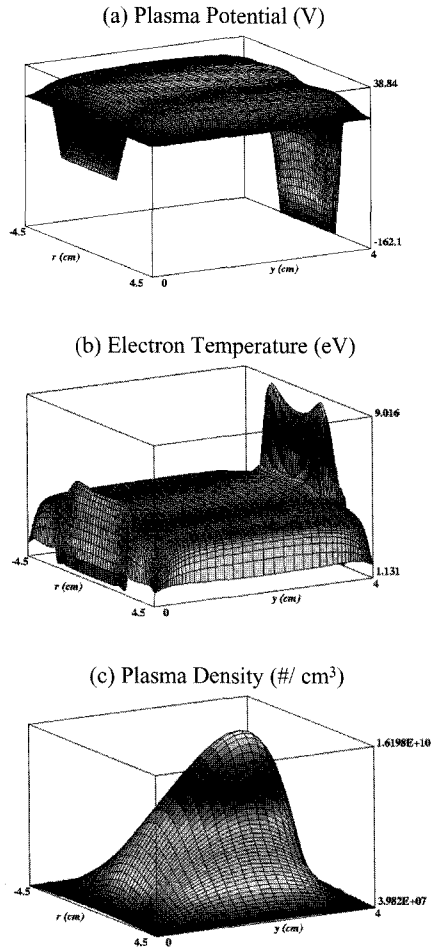 (a) Plasma Potential (V)
38.84
-4.5
r (cm)
4.5
0
y (cm)
-162.1
4
(b) Electron Temperature (eV)
9.016
-4.5
r (cm)
4.5
0
y (cm)
1.131
4
(c) Plasma Density (#/ cm³)
1.6198E+10
-4.5
r (cm)
4.5
0
y (cm)
3.982E+07
4